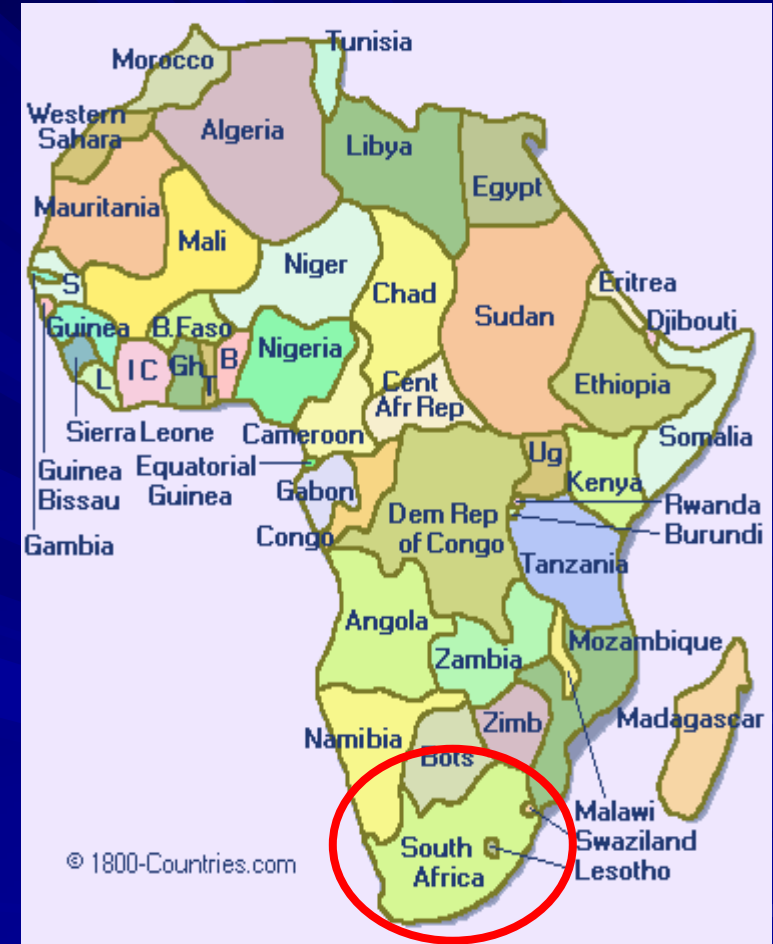 Tunisia
Morocco
Western
Sahara
Algeria
Libya
Egypt
Mauritania
Mali
Niger
Chad
Sudan
Eritrea
Djibouti
S
Guinea
B.Faso
Nigeria
I C
Gh
T
B
L
Cent
Afr Rep
Ethiopia
Somalia
Sierra Leone
Cameroon
Ug
Kenya
Guinea
Bissau
Equatorial
Guinea
Gabon
Rwanda
Burundi
Gambia
Congo
Dem Rep
of Congo
Tanzania
Angola
Zambia
Mozambique
Madagascar
Namibia
Bots
Zimb
Malawi
Swaziland
Lesotho
South
Africa
© 1800-Countries.com